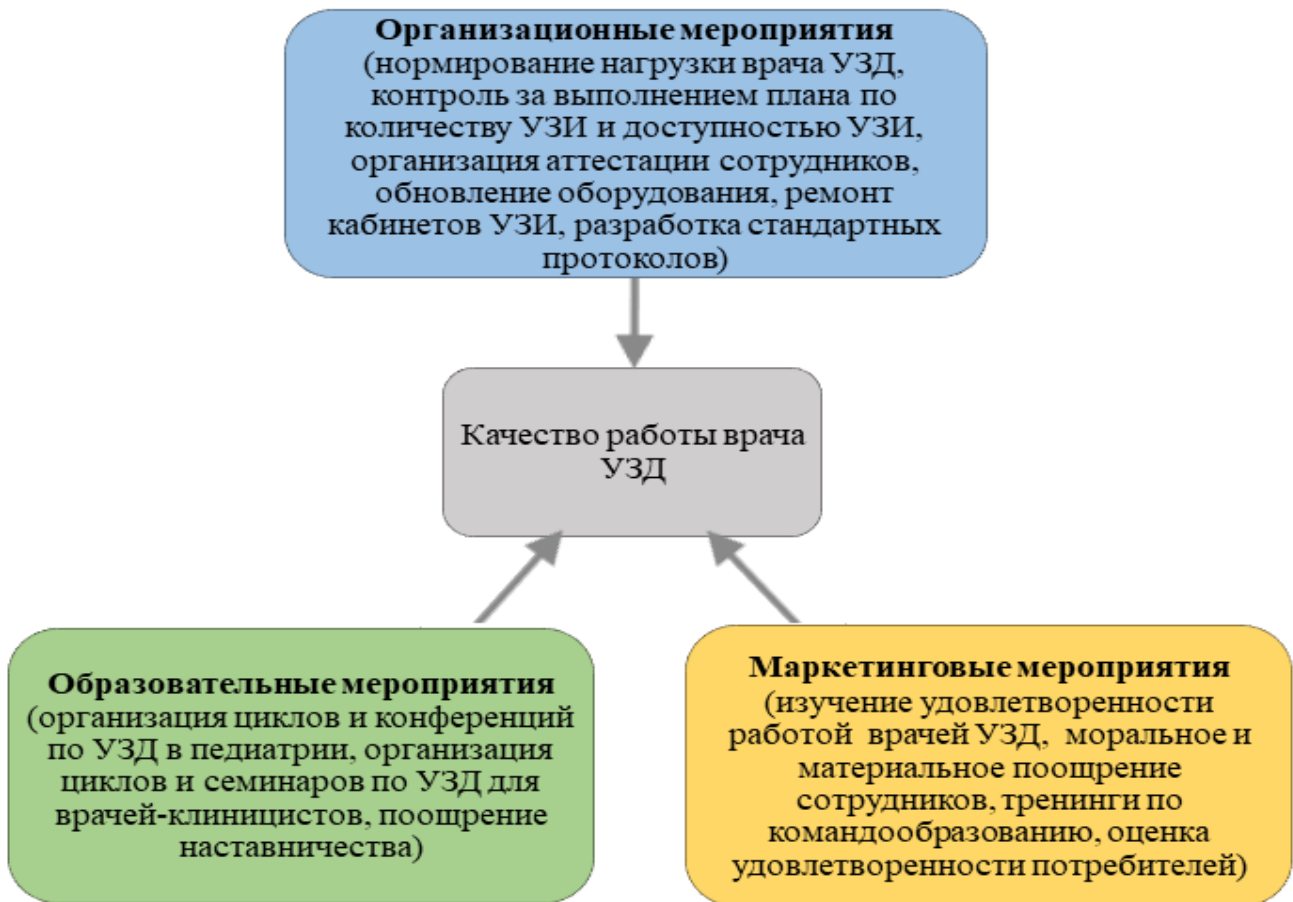 Организационные мероприятия
(нормирование нагрузки врача УЗД,
контроль за выполнением плана по
количеству УЗИ и доступностью УЗИ,
организация аттестации сотрудников,
обновление оборудования, ремонт
кабинетов УЗИ, разработка стандартных
протоколов)
Качество работы врача
УЗД
Образовательные мероприятия
(организация циклов и конференций
по УЗД в педиатрии, организация
циклов и семинаров по УЗД для
врачей-клиницистов, поощрение
наставничества)
Маркетинговые мероприятия
(изучение удовлетворенности
работой врачей УЗД, моральное и
материальное поощрение
сотрудников, тренинги по
командообразованию, оценка
удовлетворенности потребителей)